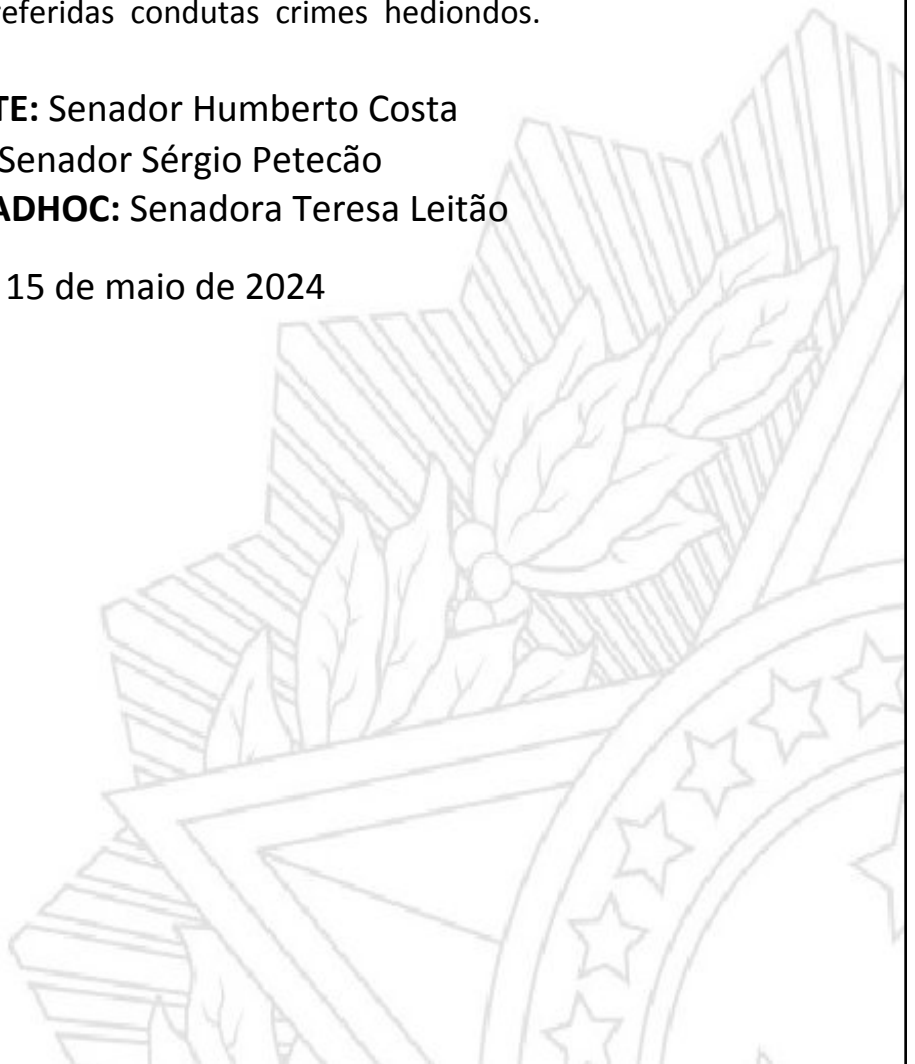 referidas condutas crimes hediondos.
TE: Senador Humberto Costa
Senador Sérgio Petecão
ADHOC: Senadora Teresa Leitão
15 de maio de 2024